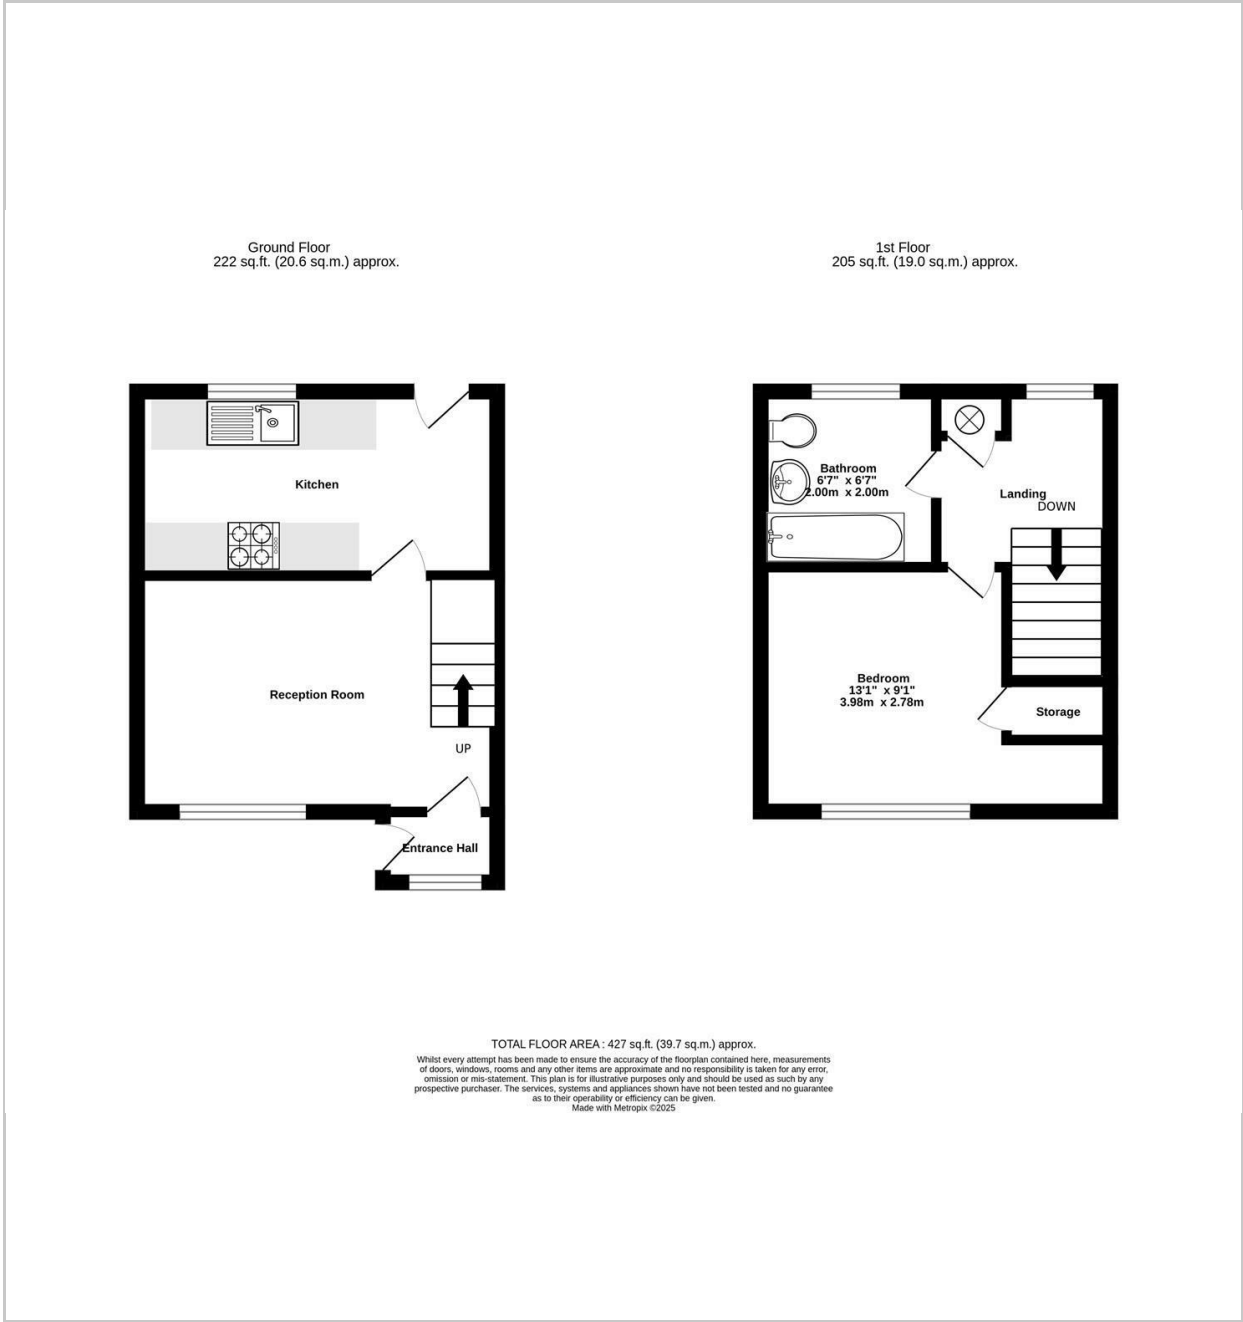 Ground Floor
222 sq.ft. (20.6 sq.m.) approx.
1st Floor
205 sq.ft. (19.0 sq.m.) approx.
Kitchen
Reception Room
UP
Entrance Hall
Bathroom
6'7" x 6'7"
2.00m x 2.00m
Landing
DOWN
Bedroom
13'1" x 9'1"
3.98m x 2.78m
Storage
TOTAL FLOOR AREA : 427 sq.ft. (39.7 sq.m.) approx.
Whilst every attempt has been made to ensure the accuracy of the floorplan contained here, measurements
of doors, windows, rooms and any other items are approximate and no responsibility is taken for any error,
omission or mis-statement. This plan is for illustrative purposes only and should be used as such by any
prospective purchaser. The services, systems and appliances shown have not been tested and no guarantee
as to their operability or efficiency can be given.
Made with Metropix ©2025